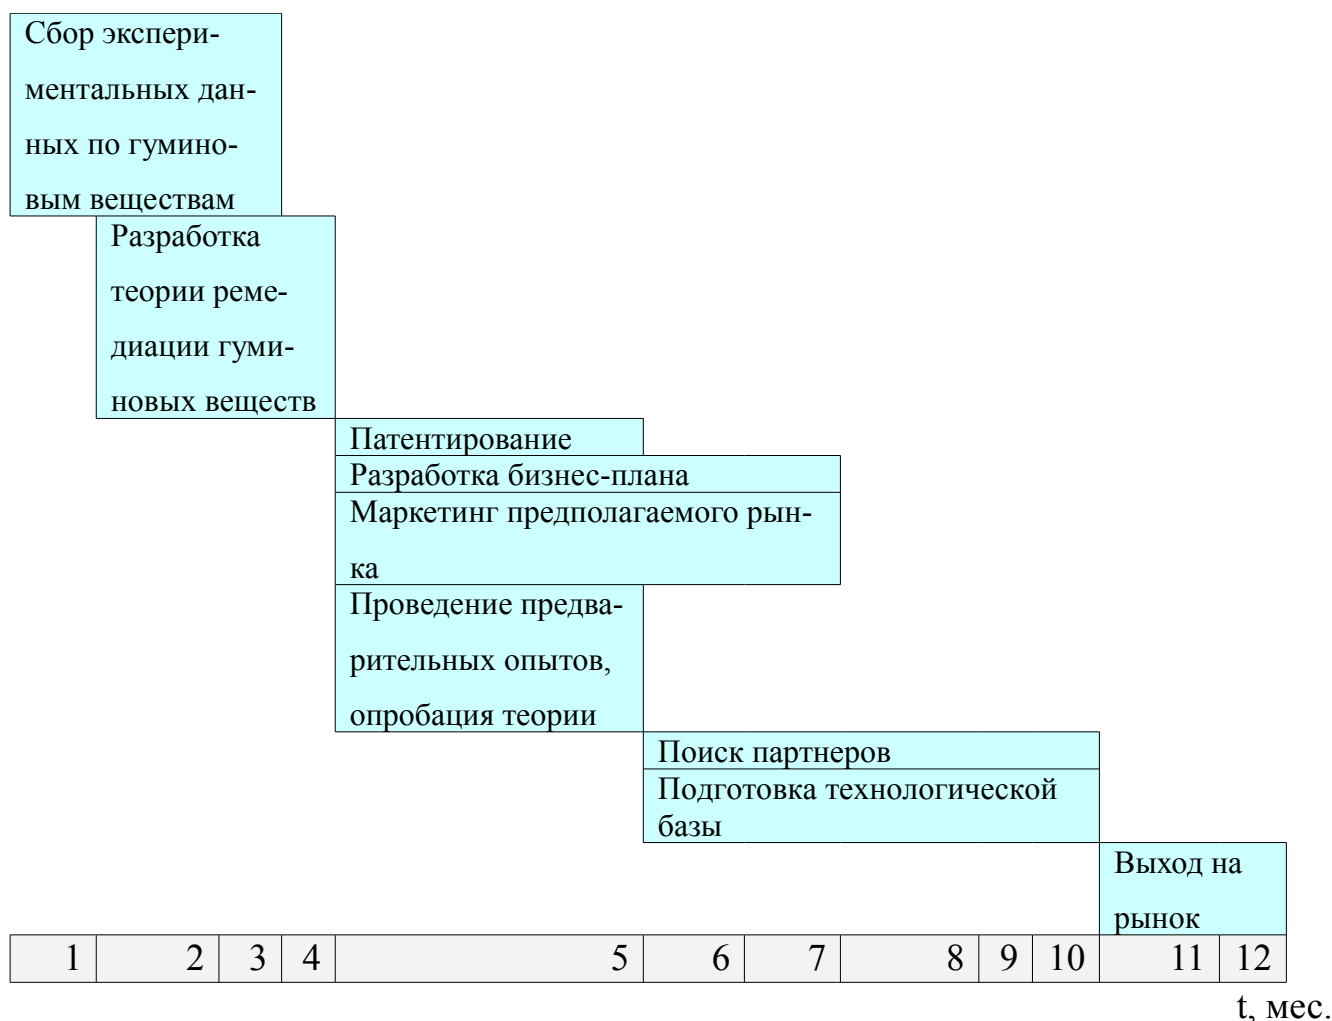 Сбор экспери-
ментальных дан-
ных по гумино-
вым веществам
Разработка
теории реме-
диации гуми-
новых веществ
Патентирование
Разработка бизнес-плана
Маркетинг предполагаемого рын-
ка
Проведение предва-
рительных опытов,
опробация теории
Поиск партнеров
Подготовка технологической
базы
Выход на
рынок
1 2 3 4 5 6 7 8 9 10 11 12
t, мес.